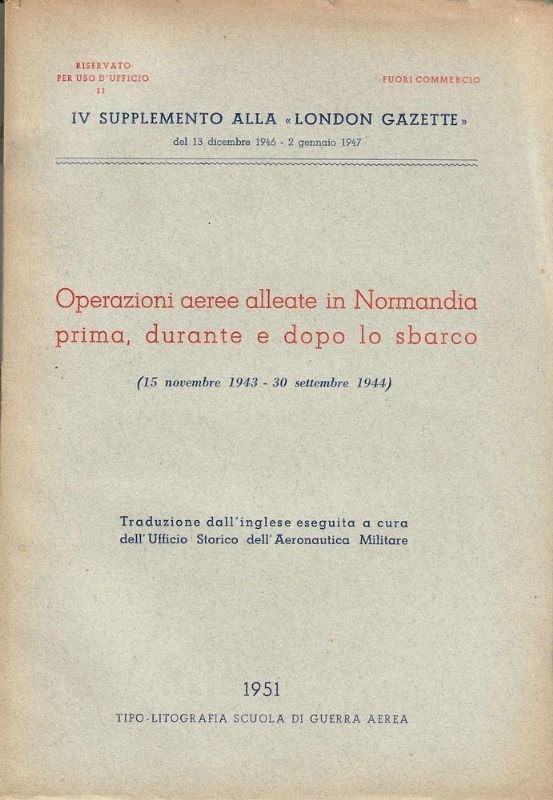 RISERVATO
PER USO D'UFFICIO
II
FUORI COMMERCIO
IV SUPPLEMENTO ALLA «LONDON GAZETTE»
del 13 dicembre 1946 - 2 gennaio 1947
Operazioni aeree alleate in Normandia
prima, durante e dopo lo sbarco
(15 novembre 1943 - 30 settembre 1944)
Traduzione dall'inglese eseguita a cura
dell'Ufficio Storico dell'Aeronautica Militare
1951
TIPO-LITOGRAFIA SCUOLA DI GUERRA AEREA